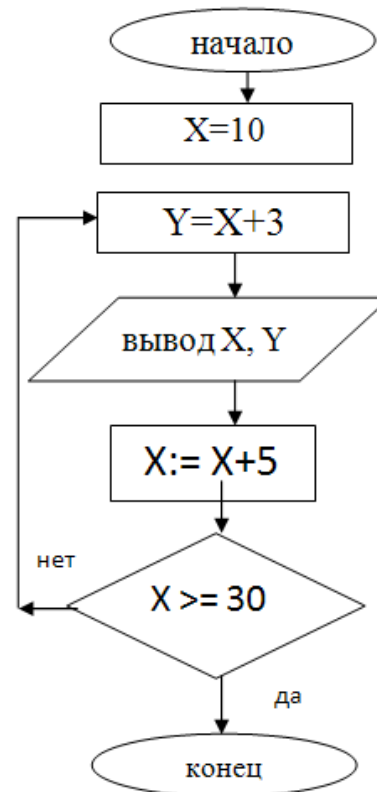 начало
X=10
Y=X+3
вывод X, Y
X:= X+5
нет
X >= 30
да
конец